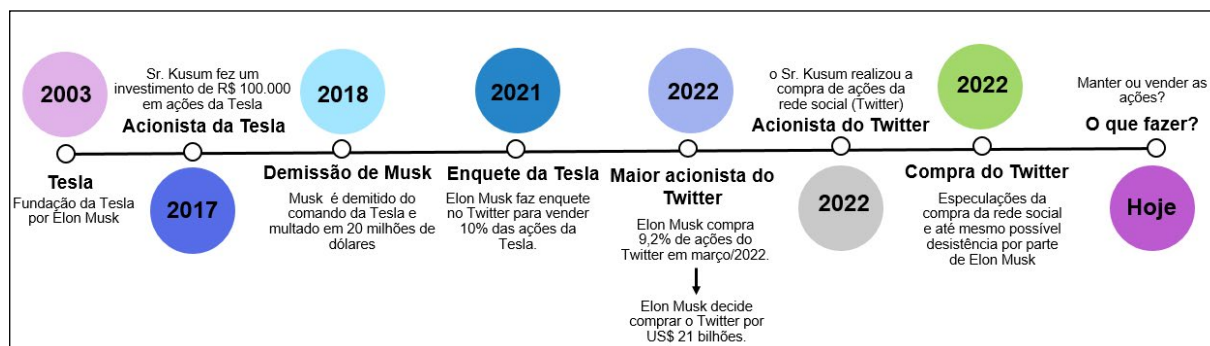 2003
Tesla
Fundação da Tesla
por Elon Musk
Sr. Kusum fez um
investimento de R$ 100.000
em ações da Tesla
Acionista da Tesla
2017
2018
Demissão de Musk
Musk é demitido do
comando da Tesla e
multado em 20 milhões de
dólares
2021
Enquete da Tesla
Elon Musk faz enquete
no Twitter para vender
10% das ações da
Tesla.
2022
Maior acionista do
Twitter
Elon Musk compra
9,2% de ações do
Twitter em março/2022.
Elon Musk decide
comprar o Twitter por
US$ 21 bilhões.
o Sr. Kusum realizou a
compra de ações da
rede social (Twitter)
Acionista do Twitter
2022
2022
Compra do Twitter
Especulações da
compra da rede social
e até mesmo possível
desistência por parte
de Elon Musk
Manter ou vender as
ações?
O que fazer?
Hoje